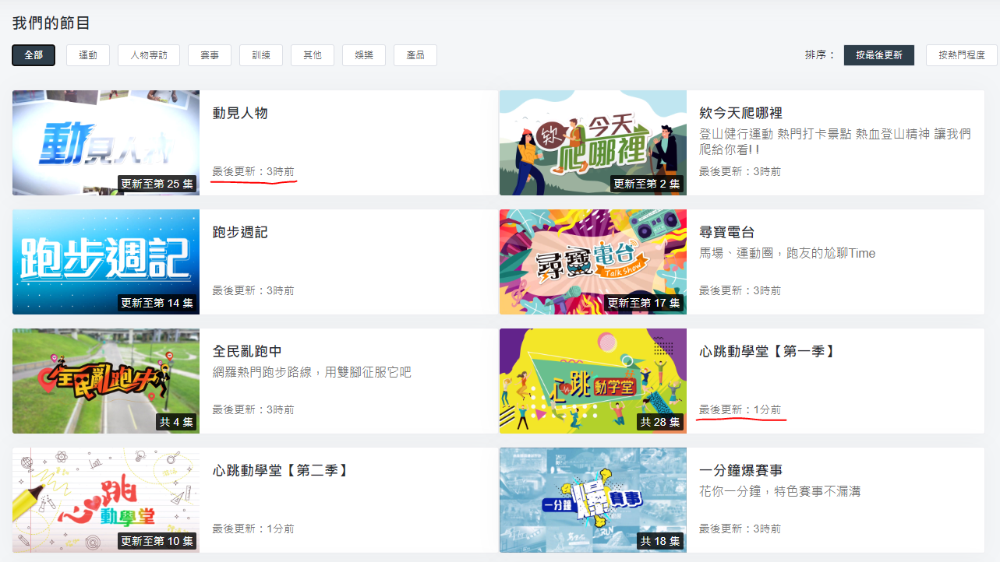 我們的節目
全部
運動
人物專訪
賽事
訓練
其他
娛樂
產品
排序：
按最後更新
按熱門程度
動見人物
更新至第 25 集
動見人物
最後更新：3時前
欸今天爬哪裡
更新至第 2 集
欸今天爬哪裡
登山健行運動 熱門打卡景點 熱血登山精神 讓我們
爬給你看! !
最後更新：3時前
跑步週記
更新至第 14 集
跑步週記
最後更新：3時前
尋寶電台
Talk Show
更新至第 17 集
尋寶電台
馬場、運動圈，跑友的尬聊Time
最後更新：3時前
全民亂跑中
共 4 集
全民亂跑中
網羅熱門跑步路線，用雙腳征服它吧
最後更新：3時前
心跳動学堂
共 28 集
心跳動學堂【第一季】
最後更新：1分前
心跳動學堂
更新至第 10 集
心跳動學堂【第二季】
最後更新：1分前
一分鐘爆賽事
共 18 集
一分鐘爆賽事
花你一分鐘，特色賽事不漏溝
最後更新：3時前